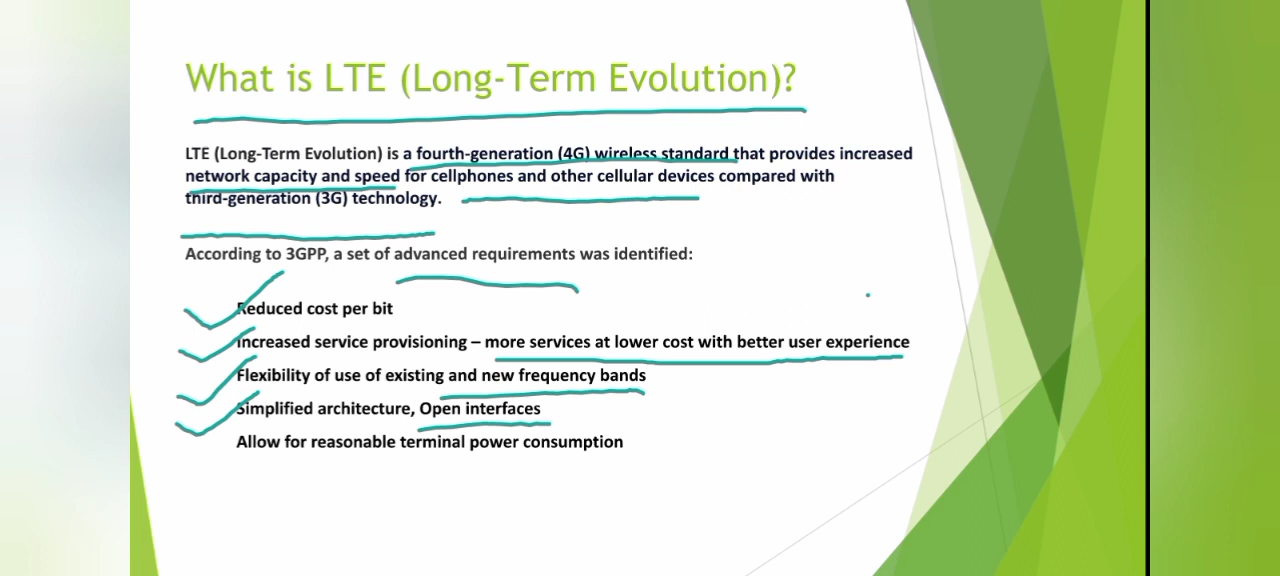 What is LTE (Long-Term Evolution)?
LTE (Long-Term Evolution) is a fourth-generation (4G) wireless standard that provides increased
network capacity and speed for cellphones and other cellular devices compared with
third-generation (3G) technology.
According to 3GPP, a set of advanced requirements was identified:
Reduced cost per bit
Increased service provisioning – more services at lower cost with better user experience
Flexibility of use of existing and new frequency bands
Simplified architecture, Open interfaces
Allow for reasonable terminal power consumption